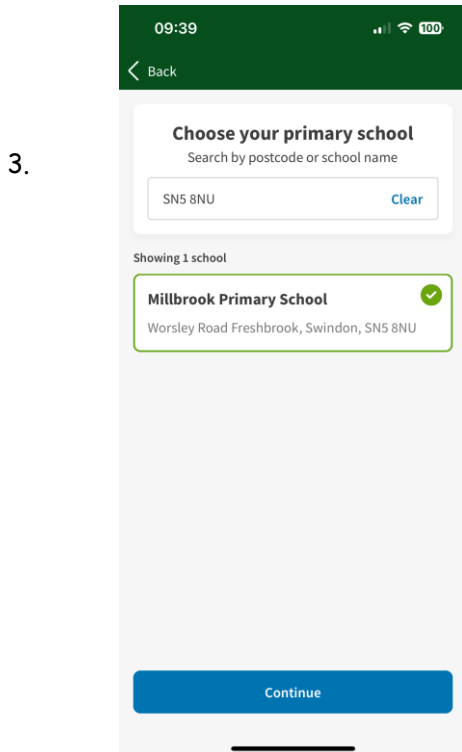 09:39
100
Back
Choose your primary school
Search by postcode or school name
3.
SN5 8NU Clear
Showing 1 school
Millbrook Primary School
Worsley Road Freshbrook, Swindon, SN5 8NU
Continue